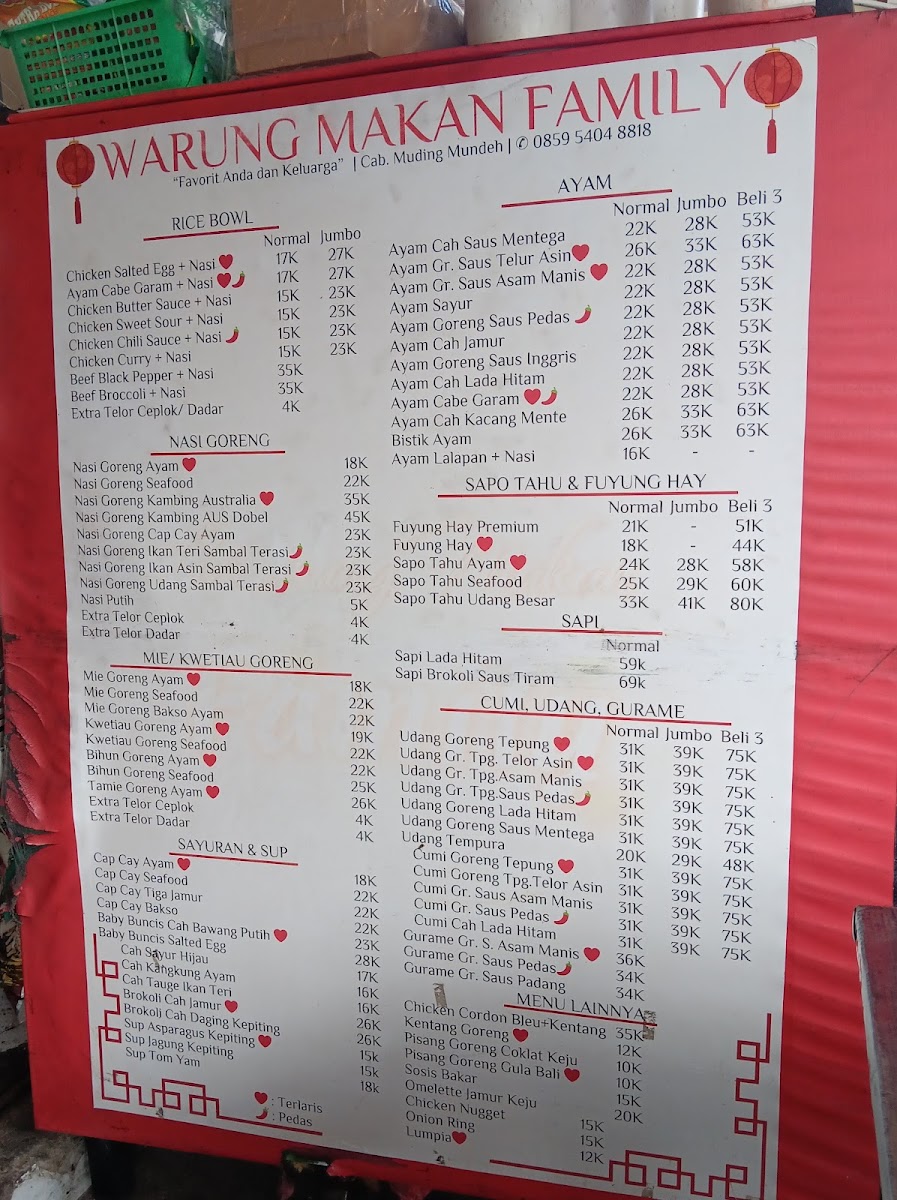 WARUNG MAKAN FAMILY
“Favorit Anda dan Keluarga” | Cab. Muding Mundeh | ✆ 0859 5404 8818
RICE BOWL
Normal Jumbo
Chicken Salted Egg + Nasi ❤ 17K 27K
Ayam Cabe Garam + Nasi ❤🌶 17K 27K
Chicken Butter Sauce + Nasi 15K 23K
Chicken Sweet Sour + Nasi 15K 23K
Chicken Chili Sauce + Nasi 🌶 15K 23K
Chicken Curry + Nasi 15K 23K
Beef Black Pepper + Nasi 35K
Beef Broccoli + Nasi 35K
Extra Telor Ceplok/ Dadar 4K
NASI GORENG
Nasi Goreng Ayam ❤ 18K
Nasi Goreng Seafood 22K
Nasi Goreng Kambing Australia ❤ 35K
Nasi Goreng Kambing AUS Dobel 45K
Nasi Goreng Cap Cay Ayam 23K
Nasi Goreng Ikan Teri Sambal Terasi 🌶 23K
Nasi Goreng Ikan Asin Sambal Terasi 🌶 23K
Nasi Goreng Udang Sambal Terasi 🌶 23K
Nasi Putih 5K
Extra Telor Ceplok 4K
Extra Telor Dadar 4K
MIE/ KWETIAU GORENG
Mie Goreng Ayam ❤ 18K
Mie Goreng Seafood 22K
Mie Goreng Bakso Ayam 22K
Kwetiau Goreng Ayam ❤ 19K
Kwetiau Goreng Seafood 22K
Bihun Goreng Ayam ❤ 22K
Bihun Goreng Seafood 25K
Tamie Goreng Ayam ❤ 26K
Extra Telor Ceplok 4K
Extra Telor Dadar 4K
SAYURAN & SUP
Cap Cay Ayam ❤ 18K
Cap Cay Seafood 22K
Cap Cay Tiga Jamur 22K
Cap Cay Bakso 22K
Baby Buncis Cah Bawang Putih ❤ 23K
Baby Buncis Salted Egg 28K
Cah Sayur Hijau 17K
Cah Kangkung Ayam 16K
Cah Tauge Ikan Teri 16K
Brokoli Cah Jamur ❤ 26K
Brokoli Cah Daging Kepiting 26K
Sup Asparagus Kepiting ❤ 15k
Sup Jagung Kepiting 15k
Sup Tom Yam 18k
❤ : Terlaris
🌶 : Pedas
AYAM
Normal Jumbo Beli 3
Ayam Cah Saus Mentega 22K 28K 53K
Ayam Gr. Saus Telur Asin ❤ 26K 33K 63K
Ayam Gr. Saus Asam Manis ❤ 22K 28K 53K
Ayam Sayur 22K 28K 53K
Ayam Goreng Saus Pedas 🌶 22K 28K 53K
Ayam Cah Jamur 22K 28K 53K
Ayam Goreng Saus Inggris 22K 28K 53K
Ayam Cah Lada Hitam 22K 28K 53K
Ayam Cabe Garam ❤🌶 22K 28K 53K
Ayam Cah Kacang Mente 26K 33K 63K
Bistik Ayam 26K 33K 63K
Ayam Lalapan + Nasi 16K - -
SAPO TAHU & FUYUNG HAY
Normal Jumbo Beli 3
Fuyung Hay Premium 21K - 51K
Fuyung Hay ❤ 18K - 44K
Sapo Tahu Ayam ❤ 24K 28K 58K
Sapo Tahu Seafood 25K 29K 60K
Sapo Tahu Udang Besar 33K 41K 80K
SAPI
Normal
Sapi Lada Hitam 59k
Sapi Brokoli Saus Tiram 69k
CUMI, UDANG, GURAME
Normal Jumbo Beli 3
Udang Goreng Tepung ❤ 31K 39K 75K
Udang Gr. Tpg. Telor Asin ❤ 31K 39K 75K
Udang Gr. Tpg.Asam Manis 31K 39K 75K
Udang Gr. Tpg.Saus Pedas 🌶 31K 39K 75K
Udang Goreng Lada Hitam 31K 39K 75K
Udang Goreng Saus Mentega 31K 39K 75K
Udang Tempura 20K 29K 48K
Cumi Goreng Tepung ❤ 31K 39K 75K
Cumi Goreng Tpg.Telor Asin 31K 39K 75K
Cumi Gr. Saus Asam Manis 31K 39K 75K
Cumi Gr. Saus Pedas 🌶 31K 39K 75K
Cumi Cah Lada Hitam 31K 39K 75K
Gurame Gr. S. Asam Manis ❤ 36K
Gurame Gr. Saus Pedas 🌶 34K
Gurame Gr. Saus Padang 34K
MENU LAINNYA
Chicken Cordon Bleu+Kentang 35K
Kentang Goreng ❤ 12K
Pisang Goreng Coklat Keju 10K
Pisang Goreng Gula Bali ❤ 10K
Sosis Bakar 15K
Omelette Jamur Keju 20K
Chicken Nugget 15K
Onion Ring 15K
Lumpia ❤ 12K